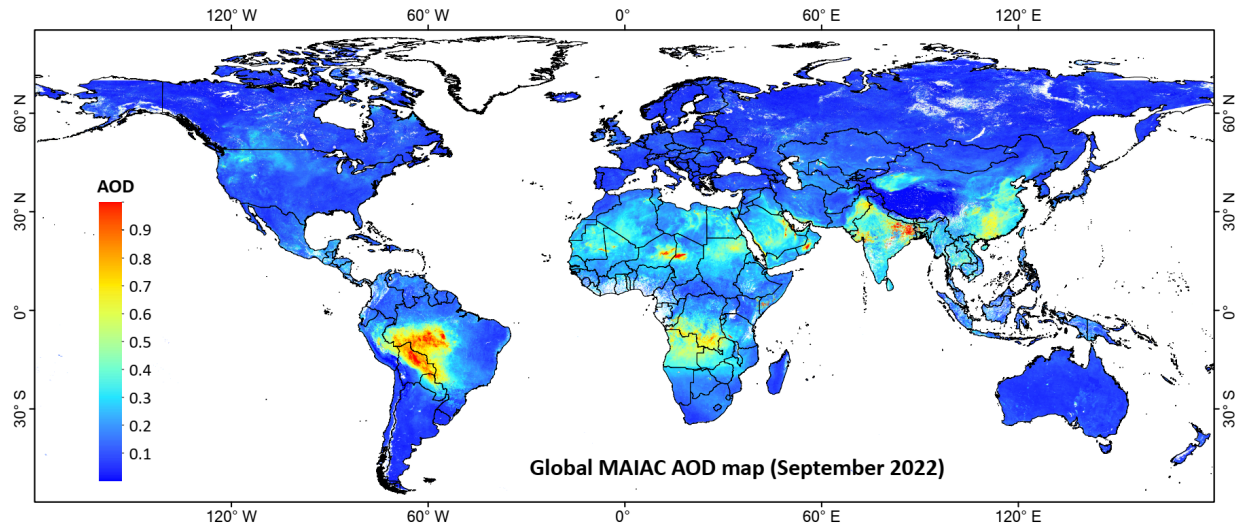 120° W 60° W 0° 60° E 120° E
60° N 60° N
AOD
0.9
30° N 30° N
0.8
0.7
0.6
0.5
0° 0°
0.4
0.3
0.2
30° S 30° S
0.1
Global MAIAC AOD map (September 2022)
120° W 60° W 0° 60° E 120° E